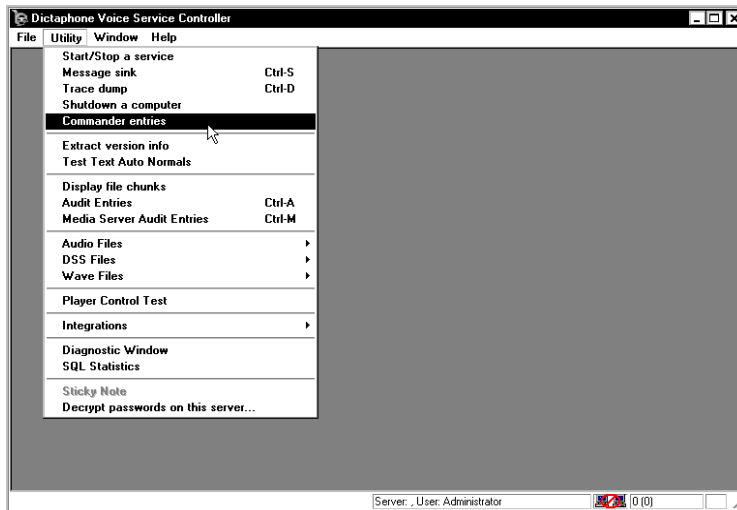 Dictaphone Voice Service Controller
File Utility Window Help
Start/Stop a service
Message sink Ctrl-S
Trace dump Ctrl-D
Shutdown a computer
Commander entries
Extract version info
Test Text Auto Normals
Display file chunks
Audit Entries Ctrl-A
Media Server Audit Entries Ctrl-M
Audio Files
DSS Files
Wave Files
Player Control Test
Integrations
Diagnostic Window
SQL Statistics
Sticky Note
Decrypt passwords on this server...
Server: , User: Administrator 0 (0)